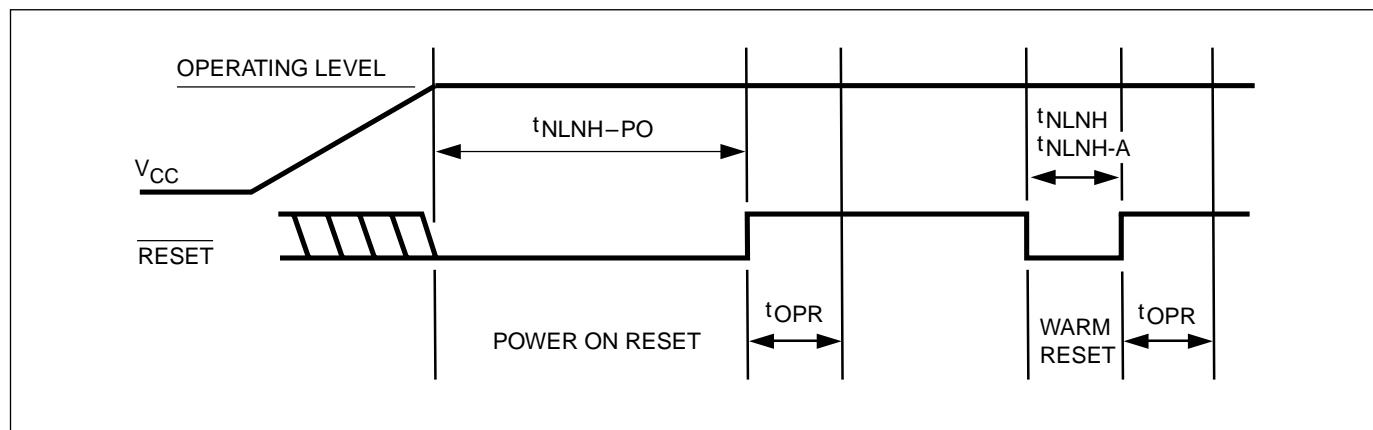 OPERATING LEVEL
tNLNH–PO
tNLNH
tNLNH-A
VCC
RESET
tOPR
POWER ON RESET
WARM
RESET
tOPR